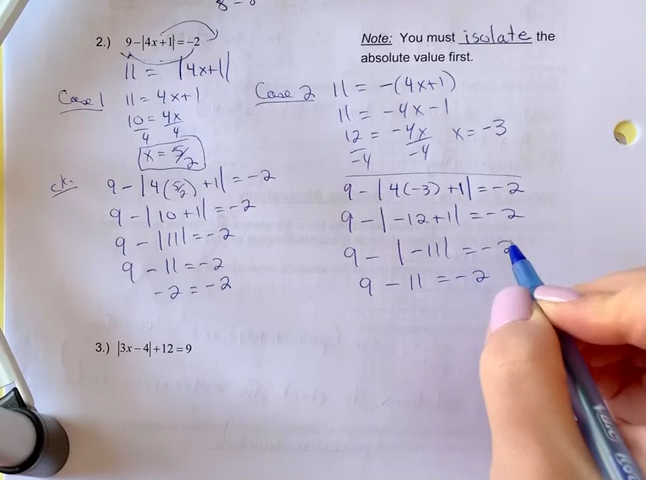 8-8
2.) 9-|4x+1|=-2
Note: You must isolate the
absolute value first.
11 = |4x+1|
Case 1 11 = 4x+1
10 = 4x
4 4
x = 5/2
Case 2 11 = -(4x+1)
11 = -4x-1
12 = -4x x = -3
-4 -4
ck. 9-|4(5/2)+1|=-2
9-|10+1|=-2
9-|11|=-2
9-11=-2
-2=-2
9-|4(-3)+1|=-2
9-|-12+1|=-2
9-|-11|=-2
9-11=-2
3.) |3x-4|+12=9